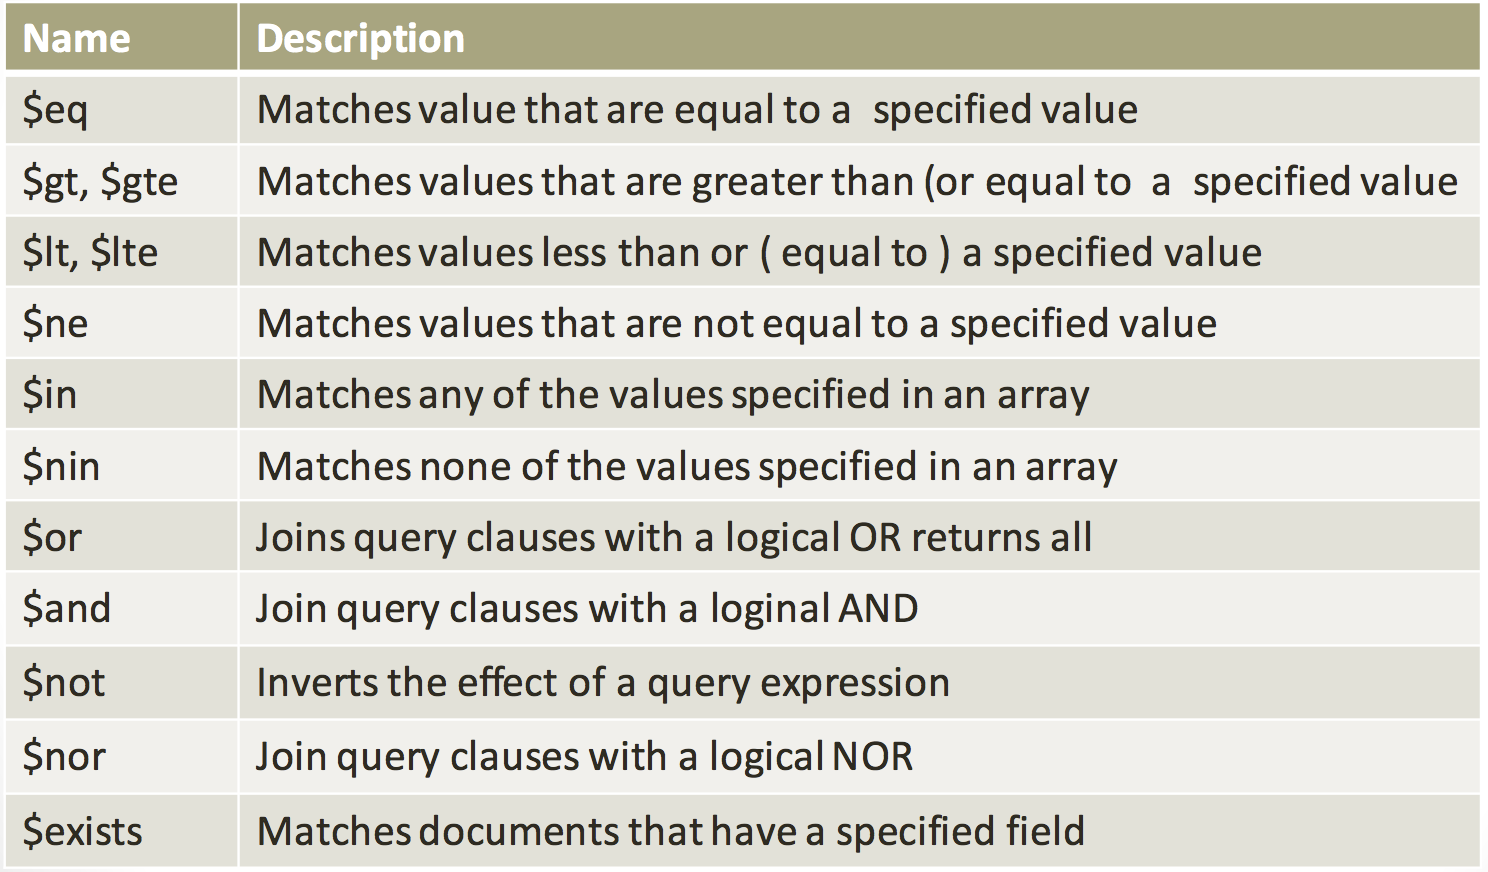 Name Description
$eq Matches value that are equal to a specified value
$gt, $gte Matches values that are greater than (or equal to a specified value
$lt, $lte Matches values less than or ( equal to ) a specified value
$ne Matches values that are not equal to a specified value
$in Matches any of the values specified in an array
$nin Matches none of the values specified in an array
$or Joins query clauses with a logical OR returns all
$and Join query clauses with a loginal AND
$not Inverts the effect of a query expression
$nor Join query clauses with a logical NOR
$exists Matches documents that have a specified field